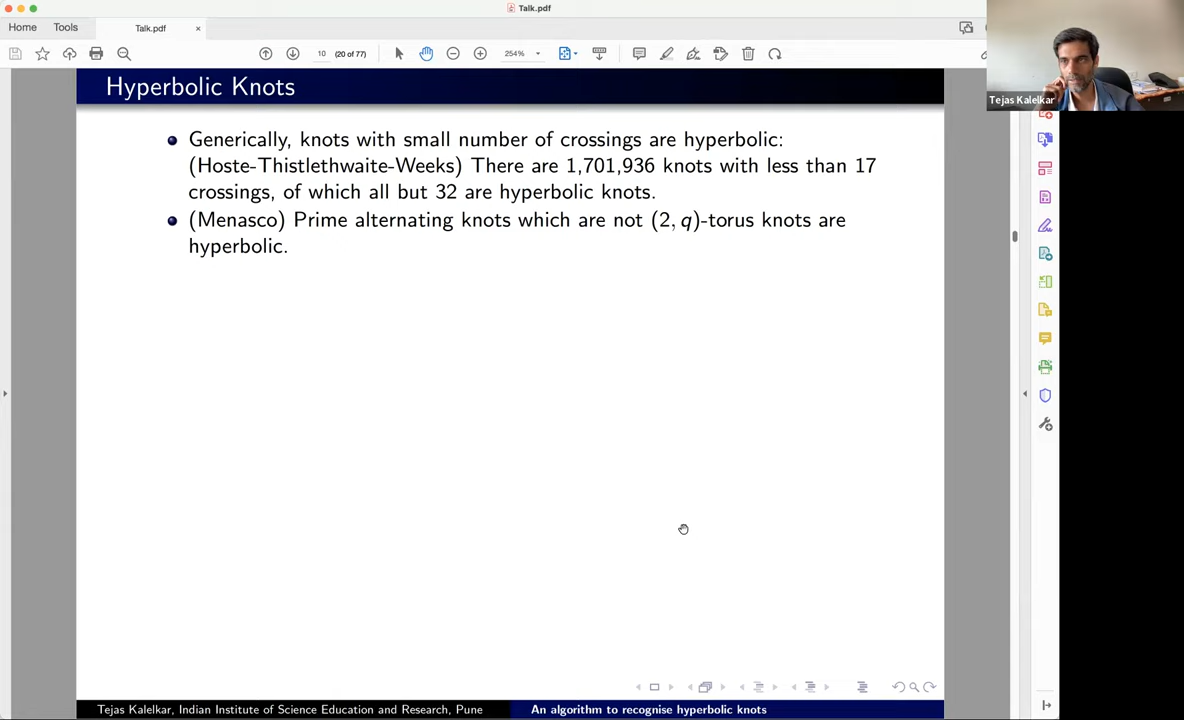 Talk.pdf
Home
Tools
Talk.pdf
×
10
(20 of 77)
254%
Tejas Kalelkar
Hyperbolic Knots
Generically, knots with small number of crossings are hyperbolic:
(Hoste-Thistlethwaite-Weeks) There are 1,701,936 knots with less than 17
crossings, of which all but 32 are hyperbolic knots.
(Menasco) Prime alternating knots which are not (2, q)-torus knots are
hyperbolic.
Tejas Kalelkar, Indian Institute of Science Education and Research, Pune
An algorithm to recognise hyperbolic knots